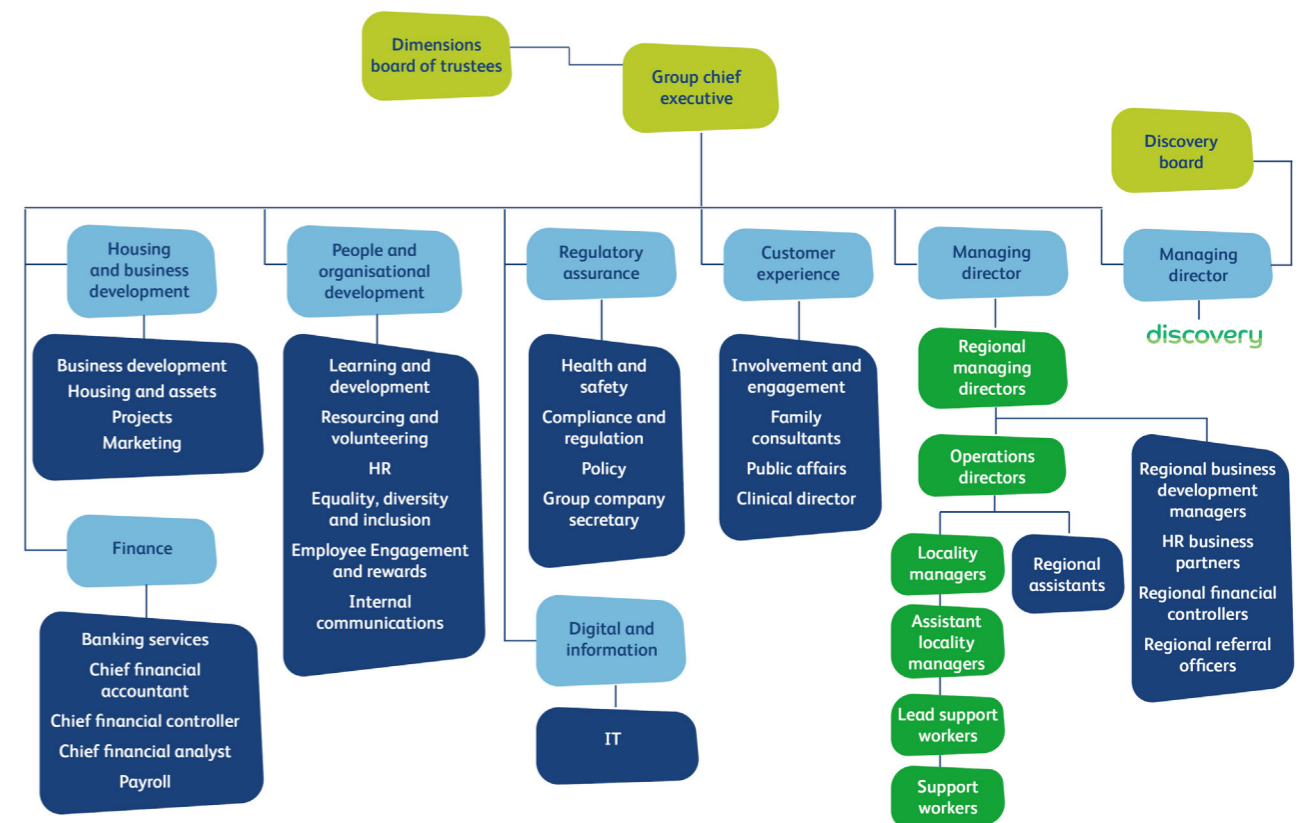 Dimensions
board of trustees
Group chief
executive
Discovery
board
Housing
and business
development
People and
organisational
development
Regulatory
assurance
Customer
experience
Managing
director
Managing
director
Business development
Housing and assets
Projects
Marketing
Learning and
development
Resourcing and
volunteering
HR
Equality, diversity
and inclusion
Employee Engagement
and rewards
Internal
communications
Health and
safety
Compliance and
regulation
Policy
Group company
secretary
Involvement and
engagement
Family
consultants
Public affairs
Clinical director
Regional
managing
directors
discovery
Operations
directors
Regional business
development
managers
HR business
partners
Regional financial
controllers
Regional referral
officers
Locality
managers
Regional
assistants
Assistant
locality
managers
Lead support
workers
Support
workers
Finance
Banking services
Chief financial
accountant
Chief financial controller
Chief financial analyst
Payroll
Digital and
information
IT